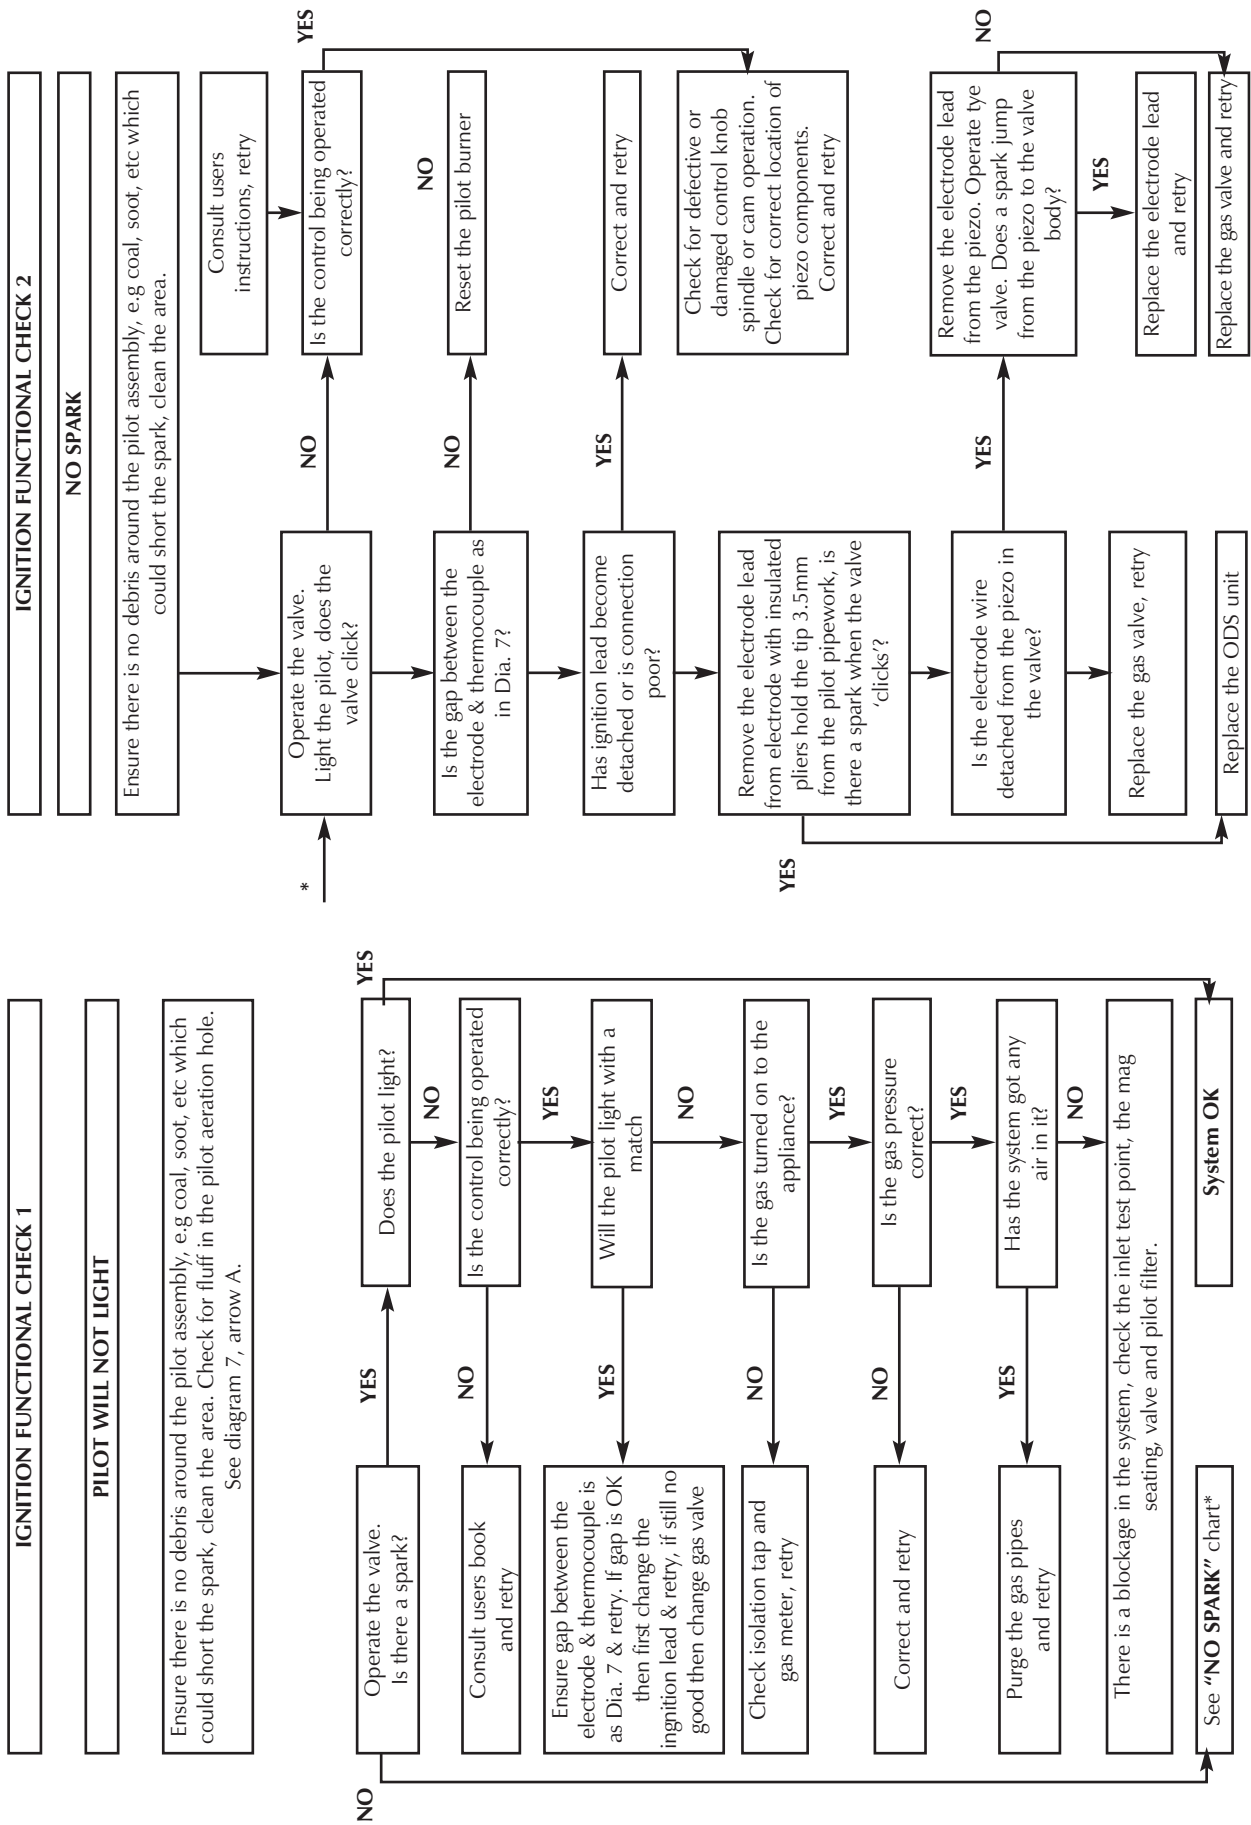 IGNITION FUNCTIONAL CHECK 1
PILOT WILL NOT LIGHT
Ensure there is no debris around the pilot assembly, e.g coal, soot, etc which
could short the spark, clean the area. Check for fluff in the pilot aeration hole.
See diagram 7, arrow A.
NO
Operate the valve.
Is there a spark?
YES
Does the pilot light?
YES
NO
Consult users book
and retry
NO
Is the control being operated
correctly?
YES
Ensure gap between the
electrode & thermocouple is
as Dia. 7 & retry. If gap is OK
then first change the
ingnition lead & retry, if still no
good then change gas valve
YES
Will the pilot light with a
match
NO
Check isolation tap and
gas meter, retry
NO
Is the gas turned on to the
appliance?
YES
Correct and retry
NO
Is the gas pressure
correct?
YES
Purge the gas pipes
and retry
YES
Has the system got any
air in it?
NO
There is a blockage in the system, check the inlet test point, the mag
seating, valve and pilot filter.
See “NO SPARK” chart*
System OK
IGNITION FUNCTIONAL CHECK 2
NO SPARK
Ensure there is no debris around the pilot assembly, e.g coal, soot, etc which
could short the spark, clean the area.
Consult users
instructions, retry
*
Operate the valve.
Light the pilot, does the
valve click?
NO
Is the control being operated
correctly?
YES
NO
Is the gap between the
electrode & thermocouple as
in Dia. 7?
NO
Reset the pilot burner
Has ignition lead become
detached or is connection
poor?
YES
Correct and retry
Remove the electrode lead
from electrode with insulated
pliers hold the tip 3.5mm
from the pilot pipework, is
there a spark when the valve
‘clicks’?
YES
Check for defective or
damaged control knob
spindle or cam operation.
Check for correct location of
piezo components.
Correct and retry
Is the electrode wire
detached from the piezo in
the valve?
YES
Remove the electrode lead
from the piezo. Operate tye
valve. Does a spark jump
from the piezo to the valve
body?
NO
YES
Replace the gas valve, retry
Replace the electrode lead
and retry
Replace the ODS unit
Replace the gas valve and retry